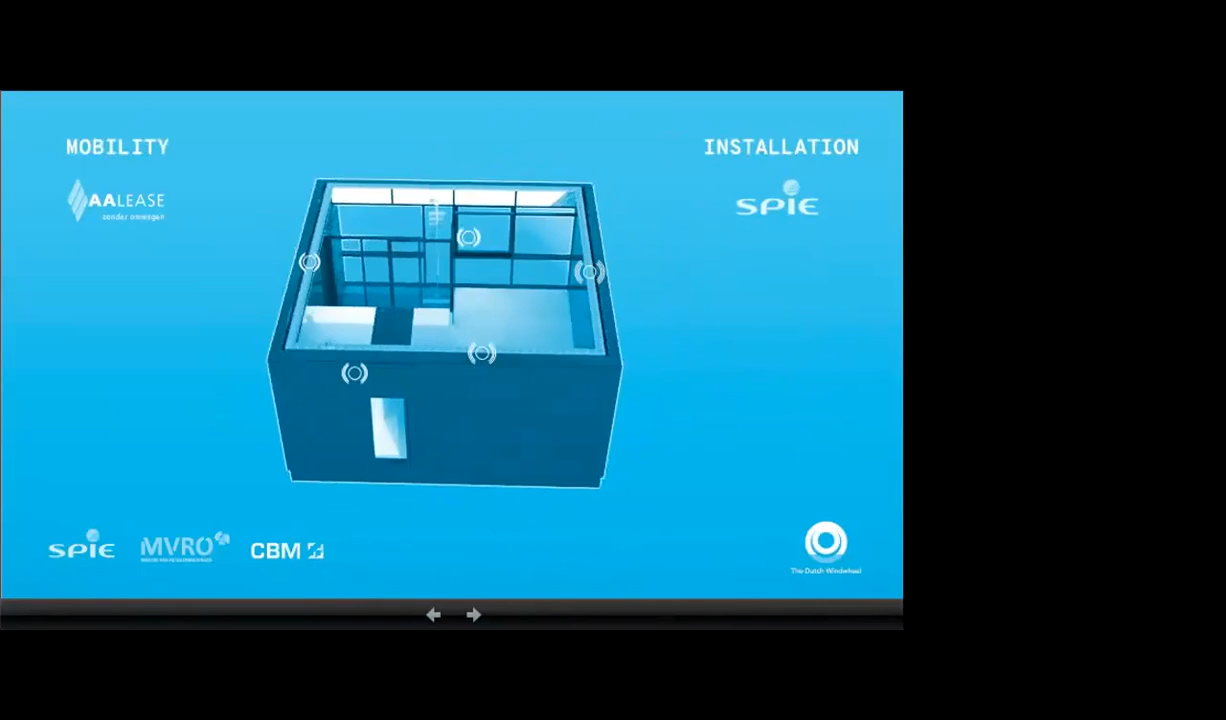 MOBILITY
INSTALLATION
AALEASE
zonder omwegen
SPIE
SPIE
MVRO
CBM
The Dutch Windwheel